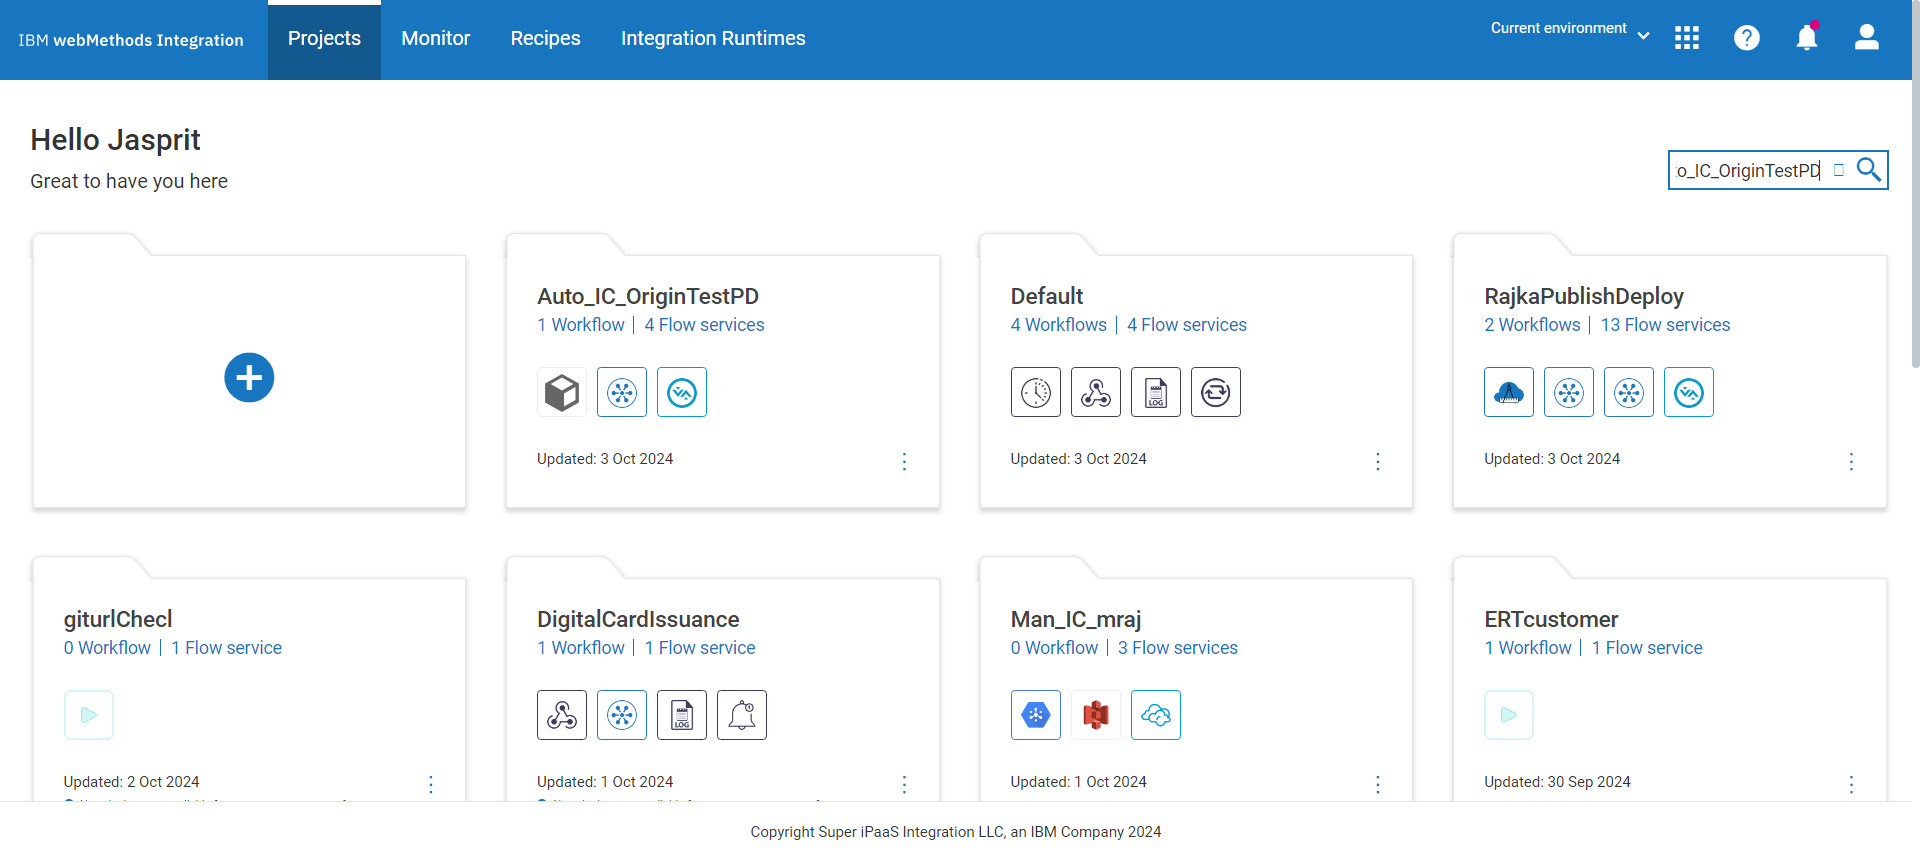 IBM webMethods Integration
Projects
Monitor
Recipes
Integration Runtimes
Current environment
Hello Jasprit
Great to have you here
o_IC_OriginTestPD
Auto_IC_OriginTestPD
1 Workflow | 4 Flow services
Updated: 3 Oct 2024
Default
4 Workflows | 4 Flow services
LOG
Updated: 3 Oct 2024
RajkaPublishDeploy
2 Workflows | 13 Flow services
Updated: 3 Oct 2024
giturlChecl
0 Workflow | 1 Flow service
Updated: 2 Oct 2024
DigitalCardIssuance
1 Workflow | 1 Flow service
LOG
Updated: 1 Oct 2024
Man_IC_mraj
0 Workflow | 3 Flow services
Updated: 1 Oct 2024
ERTcustomer
1 Workflow | 1 Flow service
Updated: 30 Sep 2024
Copyright Super iPaaS Integration LLC, an IBM Company 2024